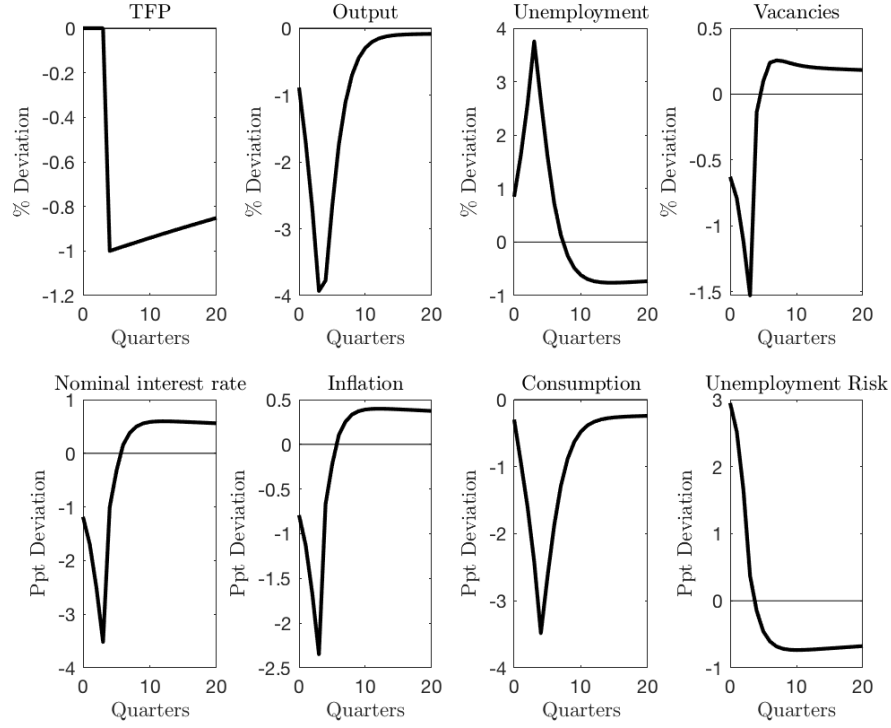 TFP
% Deviation
0
-0.2
-0.4
-0.6
-0.8
-1
-1.2
0 10 20
Quarters
Output
% Deviation
0
-1
-2
-3
-4
0 10 20
Quarters
Unemployment
% Deviation
4
3
2
1
0
-1
0 10 20
Quarters
Vacancies
% Deviation
0.5
0
-0.5
-1
-1.5
0 10 20
Quarters
Nominal interest rate
Ppt Deviation
1
0
-1
-2
-3
-4
0 10 20
Quarters
Inflation
Ppt Deviation
0.5
0
-0.5
-1
-1.5
-2
-2.5
0 10 20
Quarters
Consumption
Ppt Deviation
0
-1
-2
-3
-4
0 10 20
Quarters
Unemployment Risk
Ppt Deviation
3
2
1
0
-1
0 10 20
Quarters